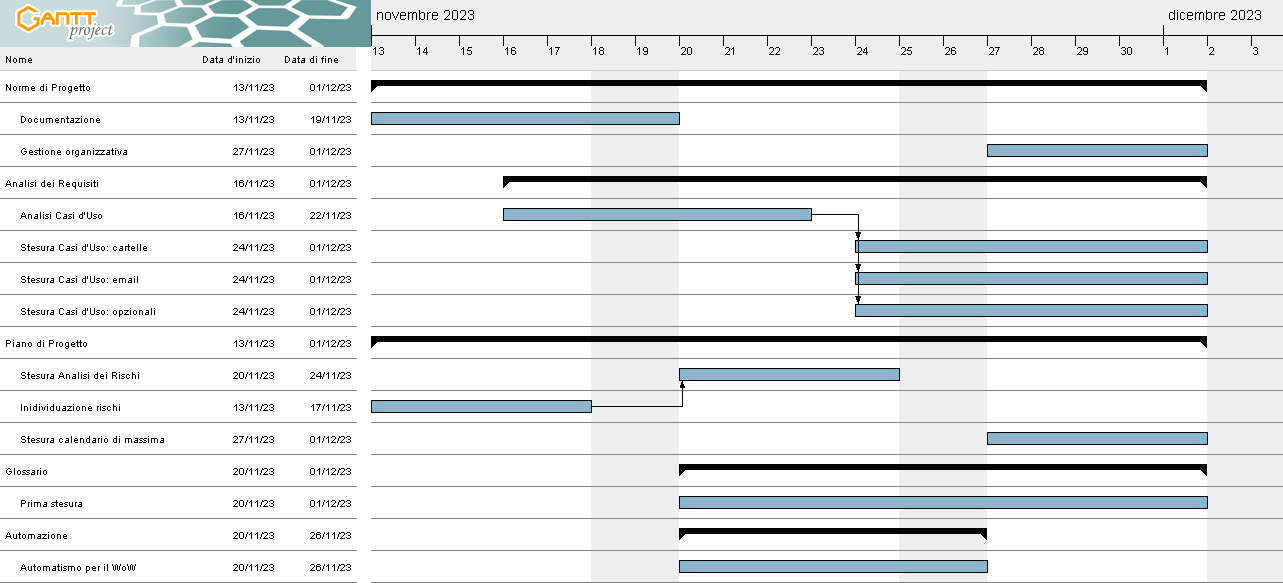 GANTT project
novembre 2023 dicembre 2023
13 14 15 16 17 18 19 20 21 22 23 24 25 26 27 28 29 30 1 2 3
Nome Data d'inizio Data di fine
Norme di Progetto 13/11/23 01/12/23
Documentazione 13/11/23 19/11/23
Gestione organizzativa 27/11/23 01/12/23
Analisi dei Requisiti 16/11/23 01/12/23
Analisi Casi d'Uso 16/11/23 22/11/23
Stesura Casi d'Uso: cartelle 24/11/23 01/12/23
Stesura Casi d'Uso: email 24/11/23 01/12/23
Stesura Casi d'Uso: opzionali 24/11/23 01/12/23
Piano di Progetto 13/11/23 01/12/23
Stesura Analisi dei Rischi 20/11/23 24/11/23
Inidividuazione rischi 13/11/23 17/11/23
Stesura calendario di massima 27/11/23 01/12/23
Glossario 20/11/23 01/12/23
Prima stesura 20/11/23 01/12/23
Automazione 20/11/23 26/11/23
Automatismo per il WoW 20/11/23 26/11/23